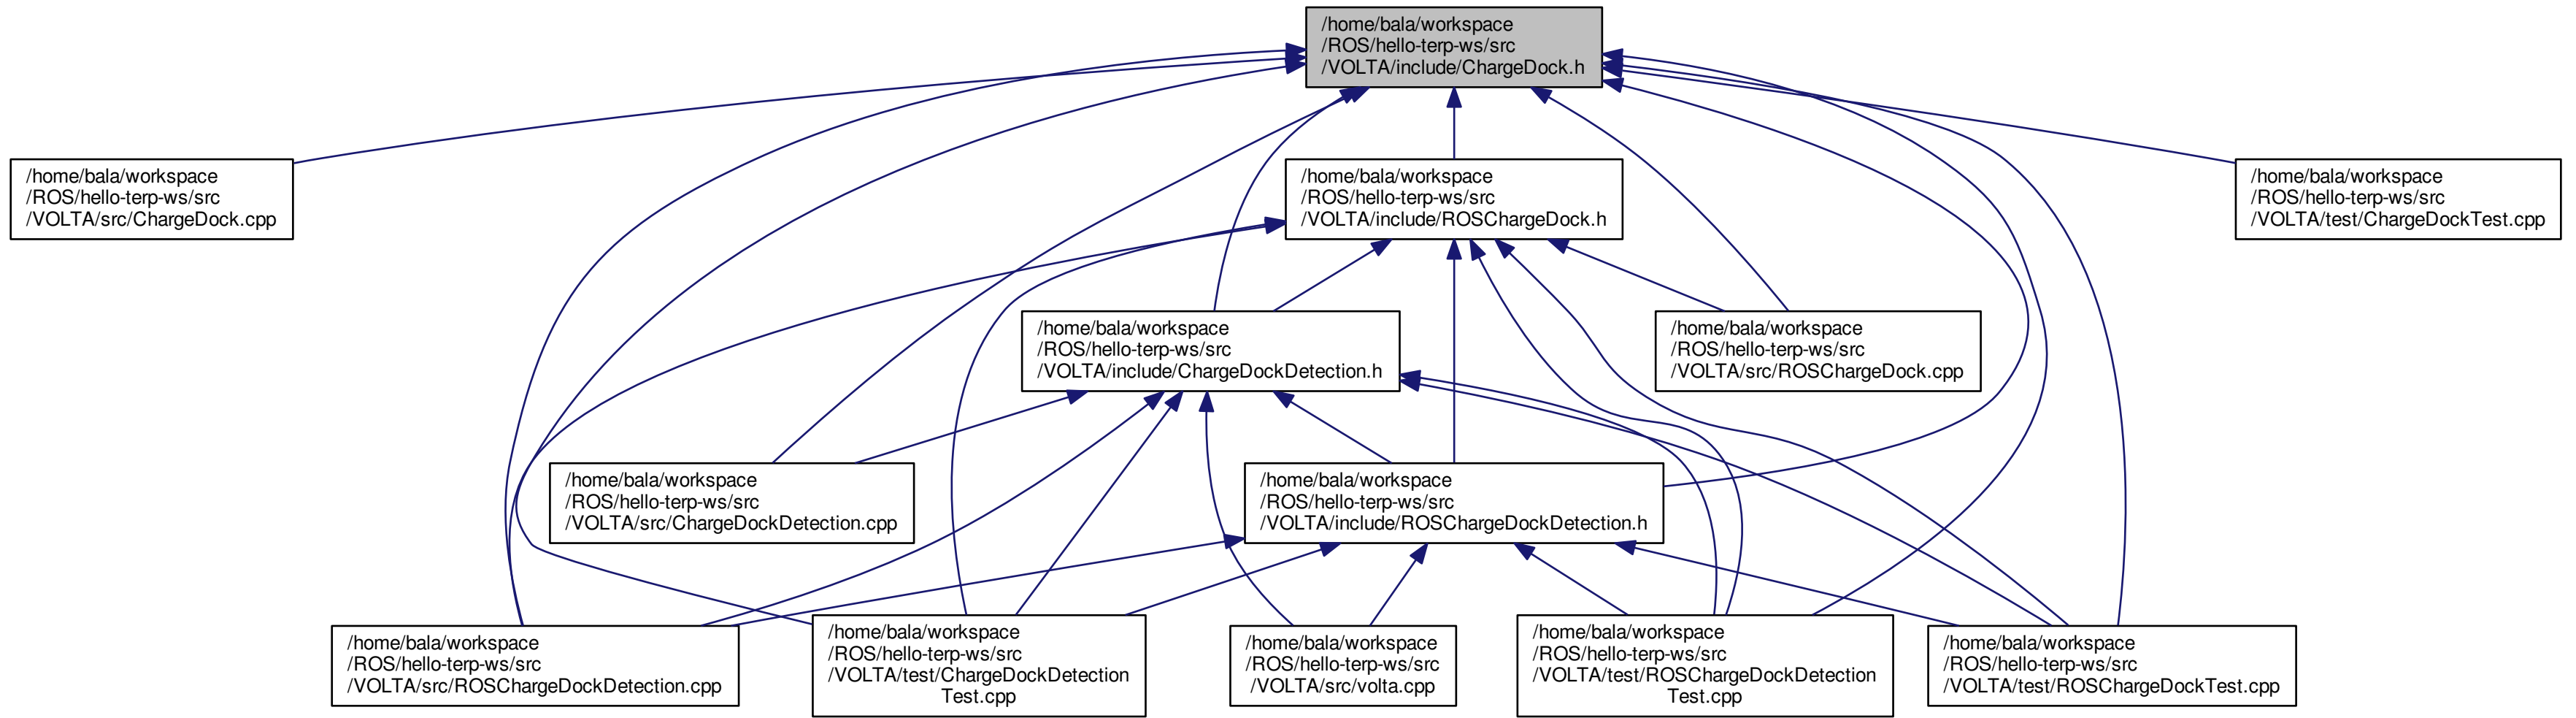 /home/bala/workspace
/ROS/hello-terp-ws/src
/VOLTA/include/ChargeDock.h
/home/bala/workspace
/ROS/hello-terp-ws/src
/VOLTA/src/ChargeDock.cpp
/home/bala/workspace
/ROS/hello-terp-ws/src
/VOLTA/include/ROSChargeDock.h
/home/bala/workspace
/ROS/hello-terp-ws/src
/VOLTA/test/ChargeDockTest.cpp
/home/bala/workspace
/ROS/hello-terp-ws/src
/VOLTA/include/ChargeDockDetection.h
/home/bala/workspace
/ROS/hello-terp-ws/src
/VOLTA/src/ROSChargeDock.cpp
/home/bala/workspace
/ROS/hello-terp-ws/src
/VOLTA/src/ChargeDockDetection.cpp
/home/bala/workspace
/ROS/hello-terp-ws/src
/VOLTA/include/ROSChargeDockDetection.h
/home/bala/workspace
/ROS/hello-terp-ws/src
/VOLTA/src/ROSChargeDockDetection.cpp
/home/bala/workspace
/ROS/hello-terp-ws/src
/VOLTA/test/ChargeDockDetection
Test.cpp
/home/bala/workspace
/ROS/hello-terp-ws/src
/VOLTA/src/volta.cpp
/home/bala/workspace
/ROS/hello-terp-ws/src
/VOLTA/test/ROSChargeDockDetection
Test.cpp
/home/bala/workspace
/ROS/hello-terp-ws/src
/VOLTA/test/ROSChargeDockTest.cpp